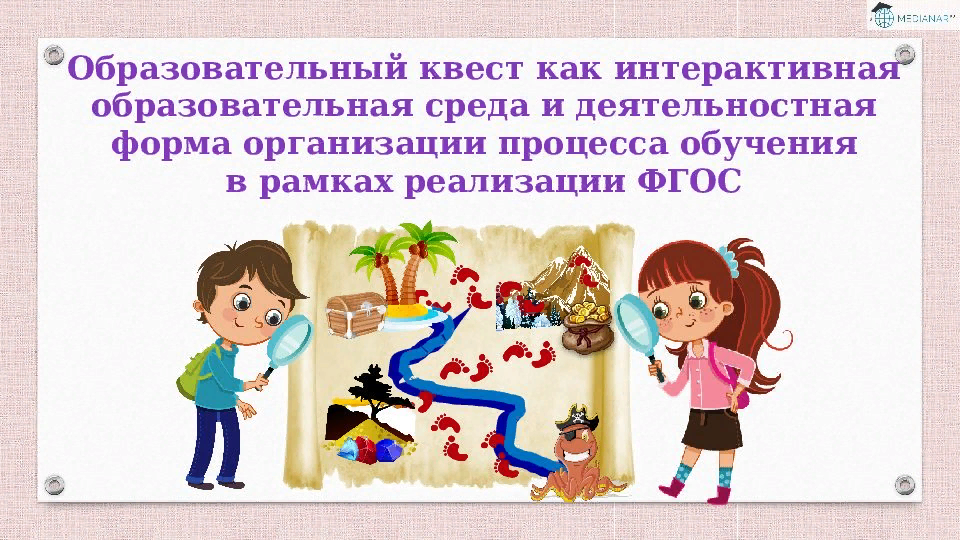 MEDIANAR
Образовательный квест как интерактивная
образовательная среда и деятельностная
форма организации процесса обучения
в рамках реализации ФГОС